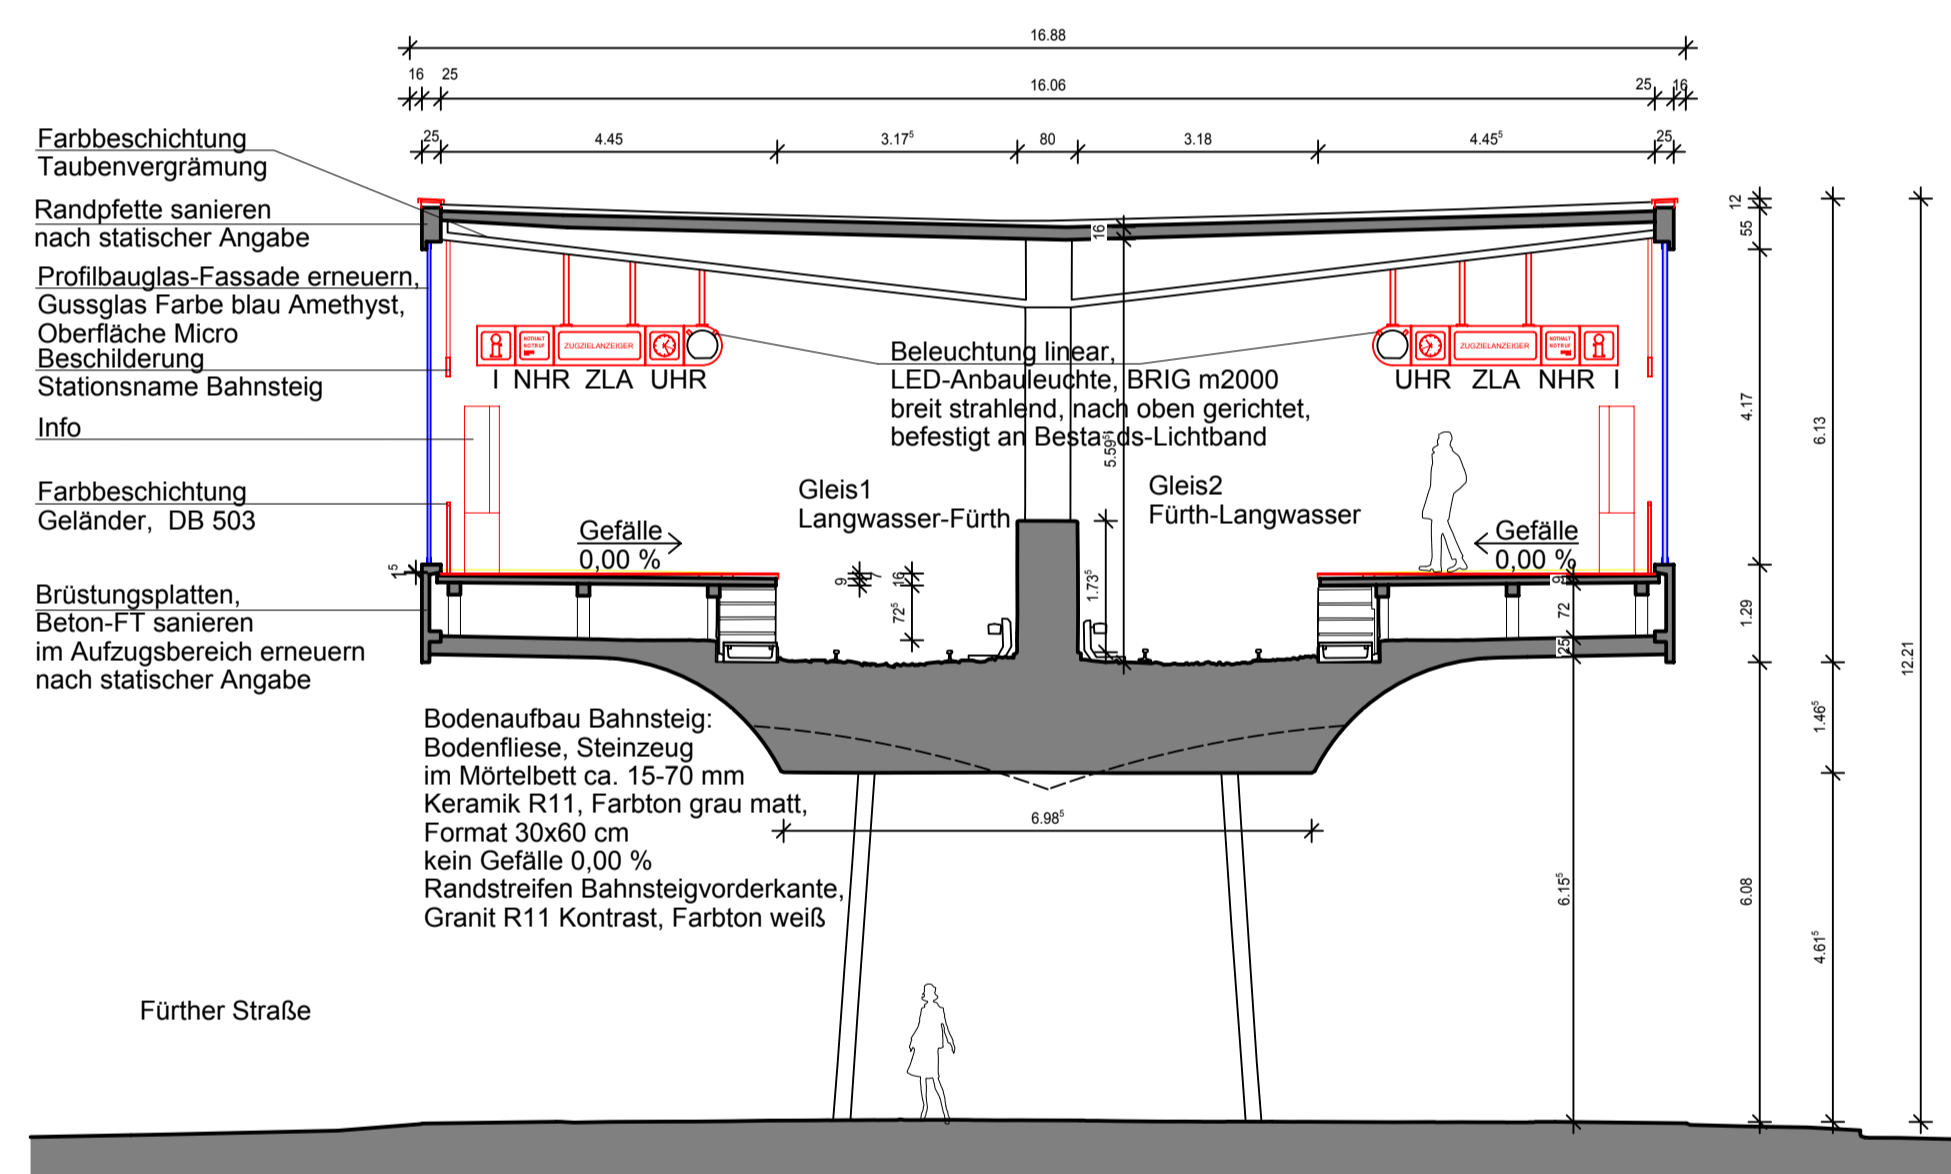 16.88
16 25 16.06 25 16
25 4.45 3.17⁵ 80 3.18 4.45⁵ 25
Farbbeschichtung
Taubenvergrämung
Randpfette sanieren
nach statischer Angabe
Profilbauglas-Fassade erneuern,
Gussglas Farbe blau Amethyst,
Oberfläche Micro
Beschilderung
Stationsname Bahnsteig
Info
Farbbeschichtung
Geländer, DB 503
Brüstungsplatten,
Beton-FT sanieren
im Aufzugsbereich erneuern
nach statischer Angabe
NOTHALT
NOTRUF
ZUGZIELANZEIGER
I NHR ZLA UHR
Beleuchtung linear,
LED-Anbauleuchte, BRIG m2000
breit strahlend, nach oben gerichtet,
befestigt an Bestands-Lichtband
ZUGZIELANZEIGER
NOTHALT
NOTRUF
UHR ZLA NHR I
16
5.59⁵
Gleis1
Langwasser-Fürth
Gleis2
Fürth-Langwasser
Gefälle
0,00 %
Gefälle
0,00 %
1⁵
9
7
16
72⁵
1.73⁵
9
72
25
12
55
4.17
1.29
6.08
6.13
1.46⁵
4.61⁵
12.21
6.15⁵
6.98⁵
Bodenaufbau Bahnsteig:
Bodenfliese, Steinzeug
im Mörtelbett ca. 15-70 mm
Keramik R11, Farbton grau matt,
Format 30x60 cm
kein Gefälle 0,00 %
Randstreifen Bahnsteigvorderkante,
Granit R11 Kontrast, Farbton weiß
Fürther Straße